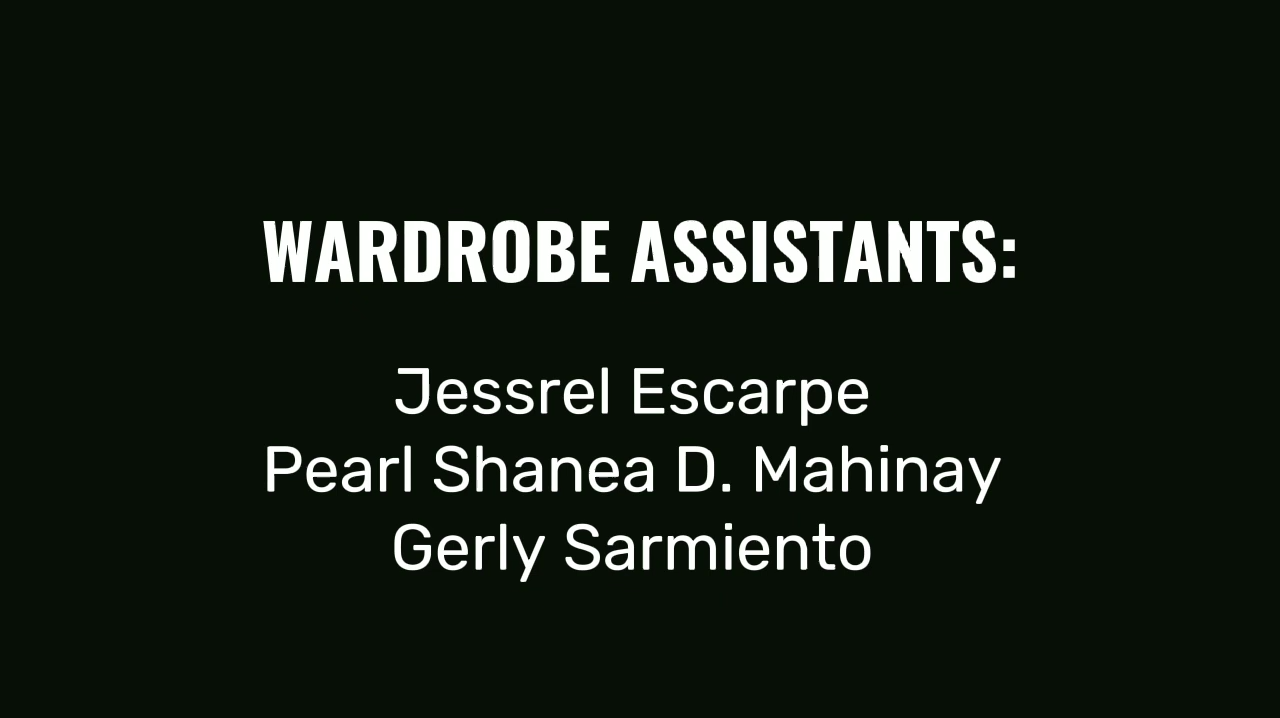 WARDROBE ASSISTANTS:
Jessrel Escarpe
Pearl Shanea D. Mahinay
Gerly Sarmiento